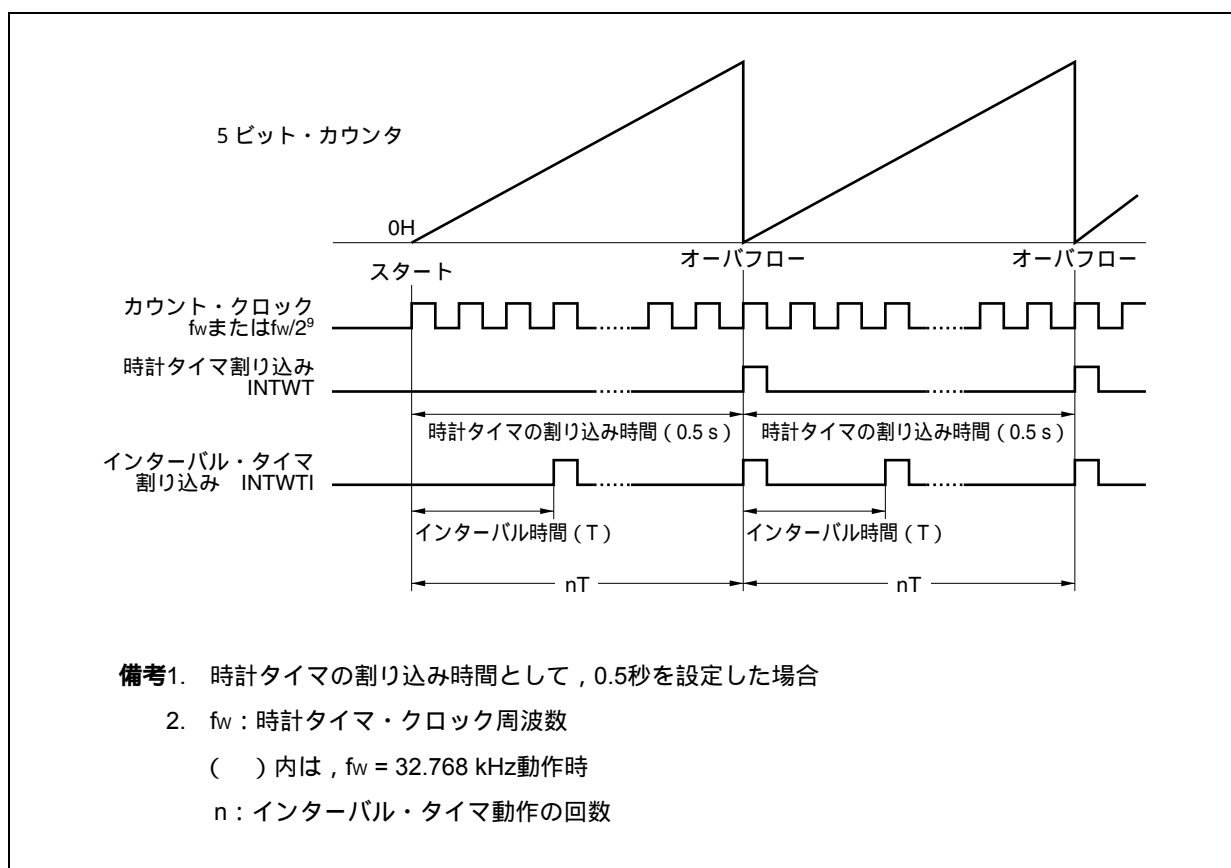 5 ビット・カウンタ
0H
スタート
オーバフロー
オーバフロー
カウント・クロック
fwまたはfw/2⁹
時計タイマ割り込み
INTWT
時計タイマの割り込み時間（0.5 s）
時計タイマの割り込み時間（0.5 s）
インターバル・タイマ
割り込み　INTWTI
インターバル時間（T）
インターバル時間（T）
nT
nT
備考1.　時計タイマの割り込み時間として，0.5秒を設定した場合
2.　fw：時計タイマ・クロック周波数
(　)内は，fw = 32.768 kHz動作時
n：インターバル・タイマ動作の回数